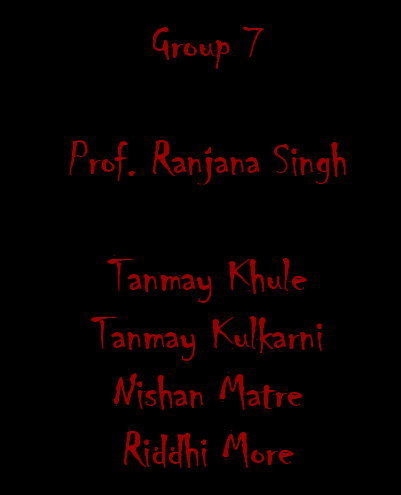 Group 7
Prof. Ranjana Singh
Tanmay Khule
Tanmay Kulkarni
Nishan Matre
Riddhi More